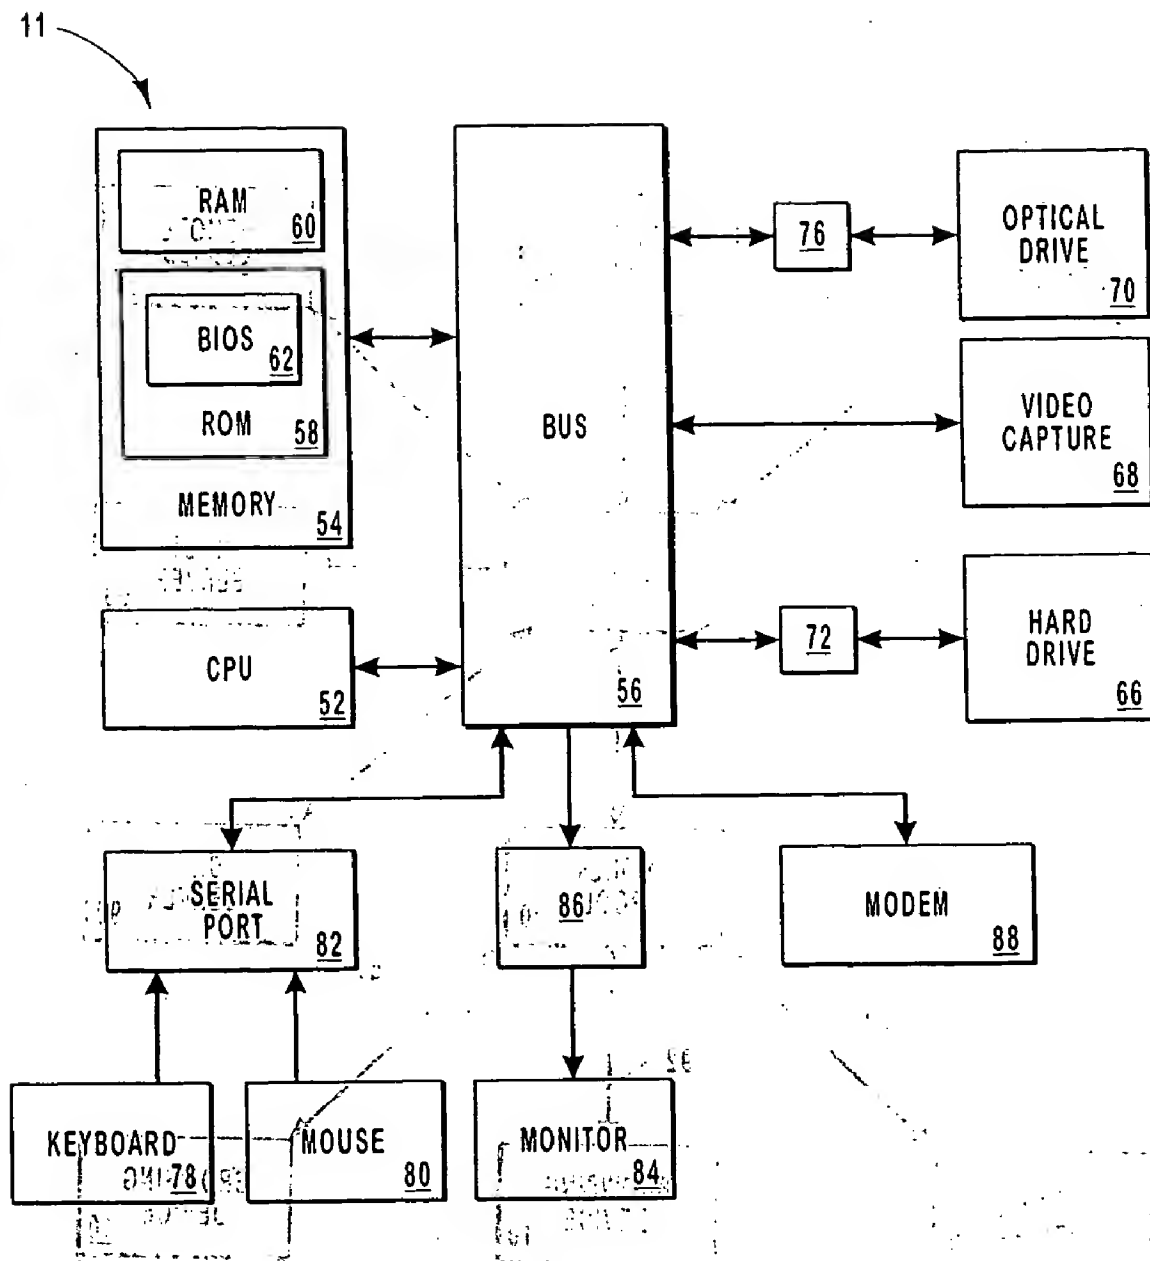 11
RAM
60
BIOS
62
ROM
58
MEMORY
54
CPU
52
BUS
56
76
OPTICAL
DRIVE
70
VIDEO
CAPTURE
68
72
HARD
DRIVE
66
SERIAL
PORT
82
86
MODEM
88
KEYBOARD
78
MOUSE
80
MONITOR
84